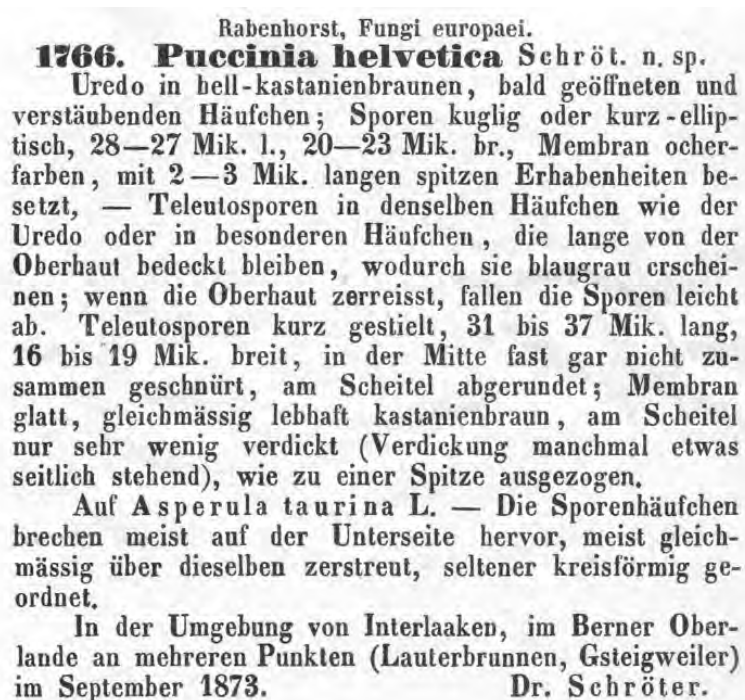 Rabenhorst, Fungi europaei.
1766. Puccinia helvetica Schröt. n. sp.
Uredo in hell-kastanienbraunen, bald geöffneten und
verstäubenden Häufchen; Sporen kuglig oder kurz-ellip-
tisch, 28—27 Mik. l., 20—23 Mik. br., Membran ocher-
farben, mit 2—3 Mik. langen spitzen Erhabenheiten be-
setzt, — Teleutosporen in denselben Häufchen wie der
Uredo oder in besonderen Häufchen, die lange von der
Oberhaut bedeckt bleiben, wodurch sie blaugrau erschei-
nen; wenn die Oberhaut zerreisst, fallen die Sporen leicht
ab. Teleutosporen kurz gestielt, 31 bis 37 Mik. lang,
16 bis 19 Mik. breit, in der Mitte fast gar nicht zu-
sammen geschnürt, am Scheitel abgerundet; Membran
glatt, gleichmässig lebhaft kastanienbraun, am Scheitel
nur sehr wenig verdickt (Verdickung manchmal etwas
seitlich stehend), wie zu einer Spitze ausgezogen.
Auf Asperula taurina L. — Die Sporenhäufchen
brechen meist auf der Unterseite hervor, meist gleich-
mässig über dieselben zerstreut, seltener kreisförmig ge-
ordnet.
In der Umgebung von Interlaaken, im Berner Ober-
lande an mehreren Punkten (Lauterbrunnen, Gsteigweiler)
im September 1873. Dr. Schröter.